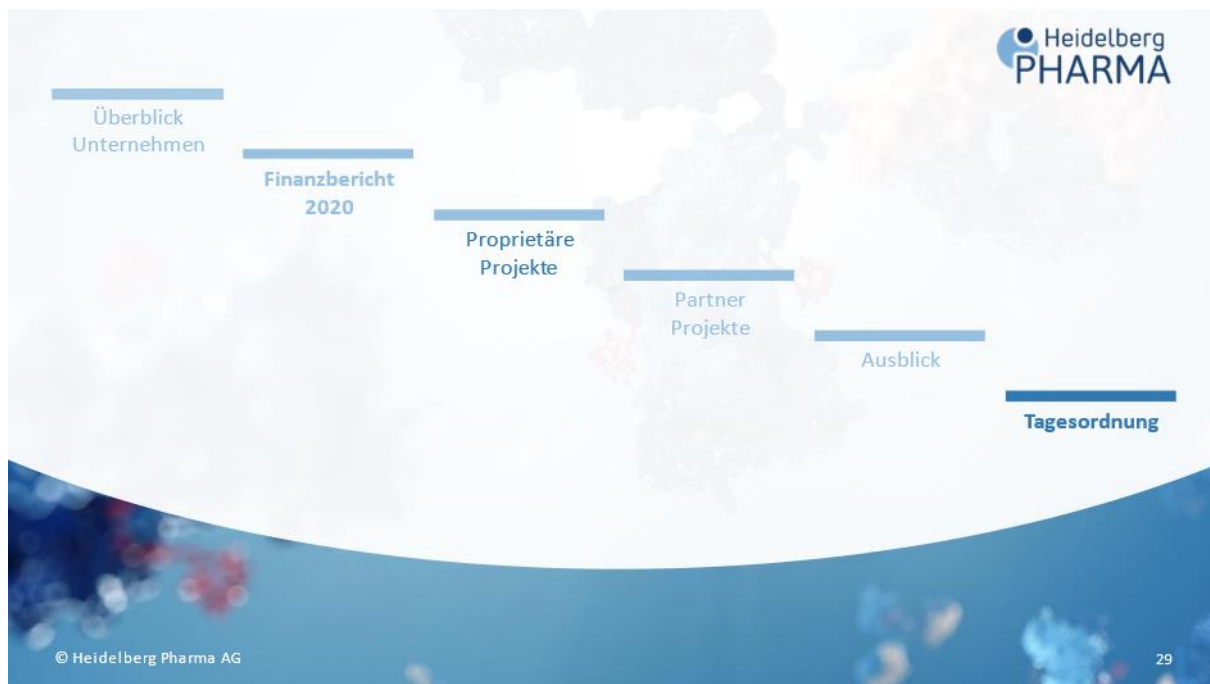 Heidelberg
PHARMA
Überblick
Unternehmen
Finanzbericht
2020
Proprietäre
Projekte
Partner
Projekte
Ausblick
Tagesordnung
© Heidelberg Pharma AG
29